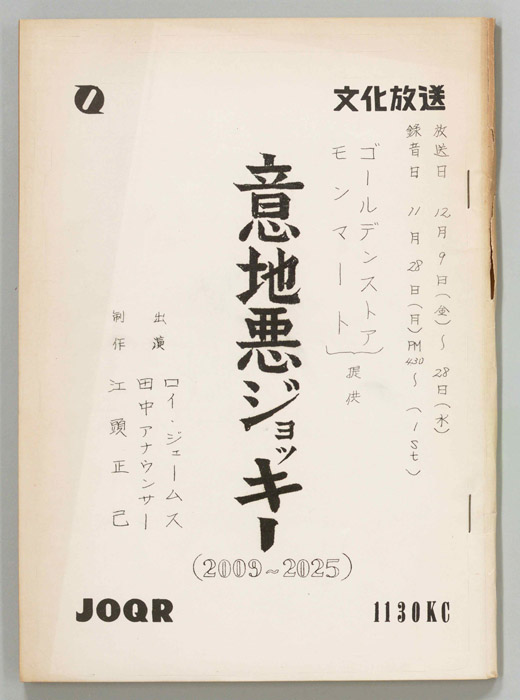 文化放送
放送日 12月9日(金)～28日(水)
録音日 11月28日(月)PM430～(1st)
ゴールデンストア
モンマート
提供
意地悪ジョッキー
(2009~2025)
出演 ロイ・ジェームス
田中アナウンサー
制作 江頭正己
JOQR
1130KC